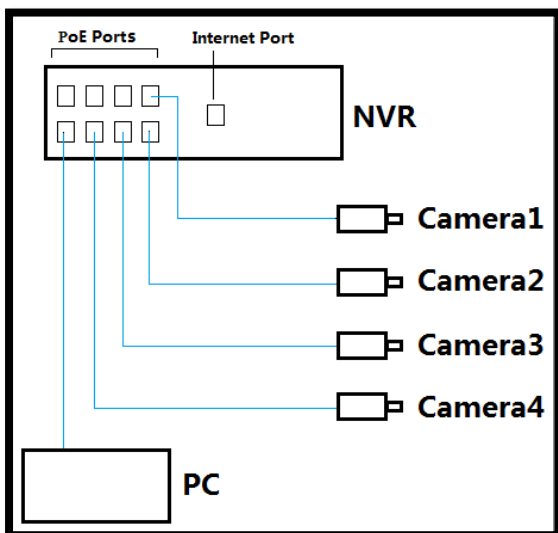 PoE Ports
Internet Port
NVR
Camera1
Camera2
Camera3
Camera4
PC